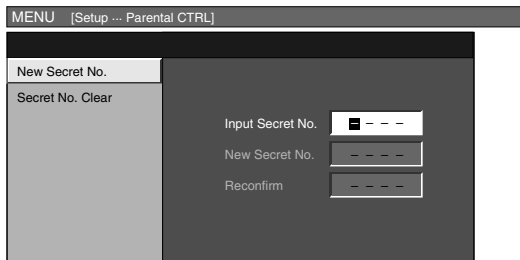 MENU [Setup ··· Parental CTRL]
New Secret No.
Secret No. Clear
Input Secret No. – – – –
New Secret No. – – – –
Reconfirm – – – –